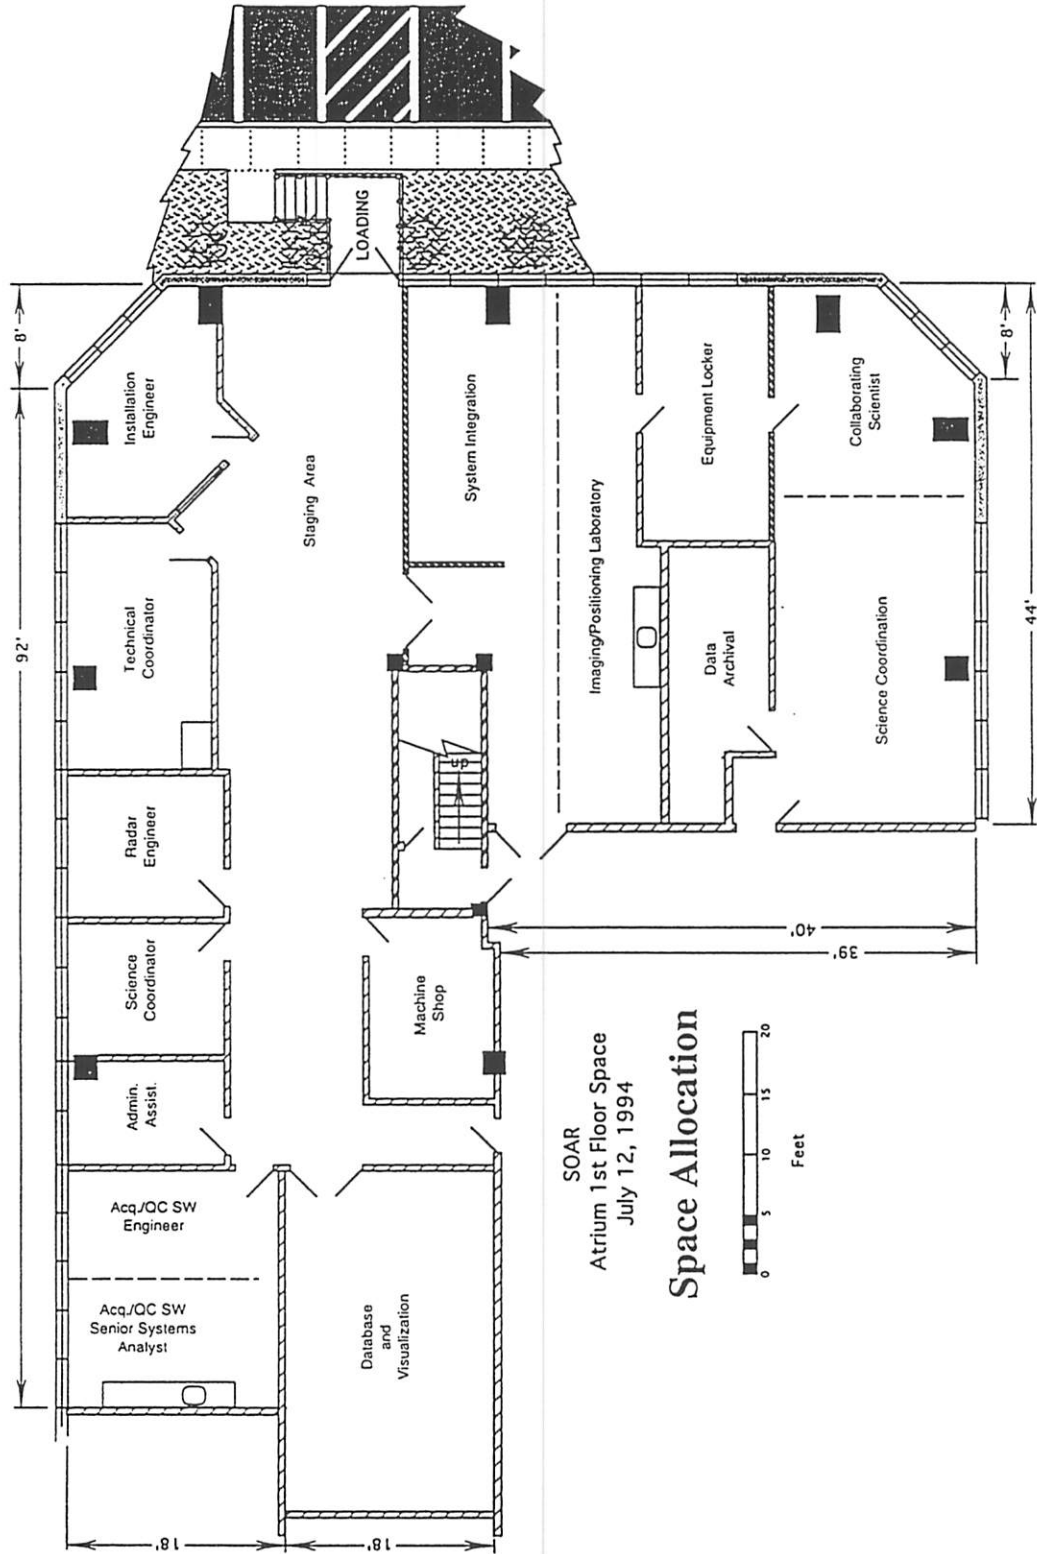 92'
8'
LOADING
Installation
Engineer
Technical
Coordinator
Radar
Engineer
Science
Coordinator
Admin.
Assist.
Acq./QC SW
Engineer
Acq./QC SW
Senior Systems
Analyst
Staging Area
System Integration
Imaging/Positioning Laboratory
Equipment Locker
Collaborating
Scientist
Data
Archival
Science Coordination
up
Machine
Shop
Database
and
Visualization
18'
18'
40'
39'
44'
8'
SOAR
Atrium 1st Floor Space
July 12, 1994
Space Allocation
0 5 10 15 20
Feet